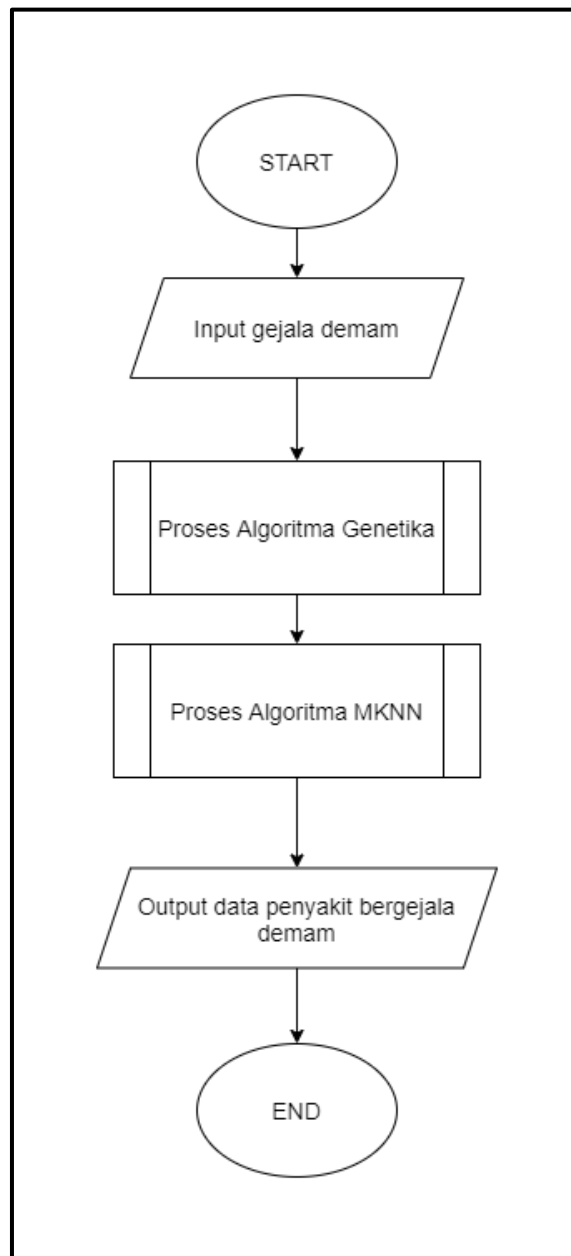 START
Input gejala demam
Proses Algoritma Genetika
Proses Algoritma MKNN
Output data penyakit bergejala
demam
END